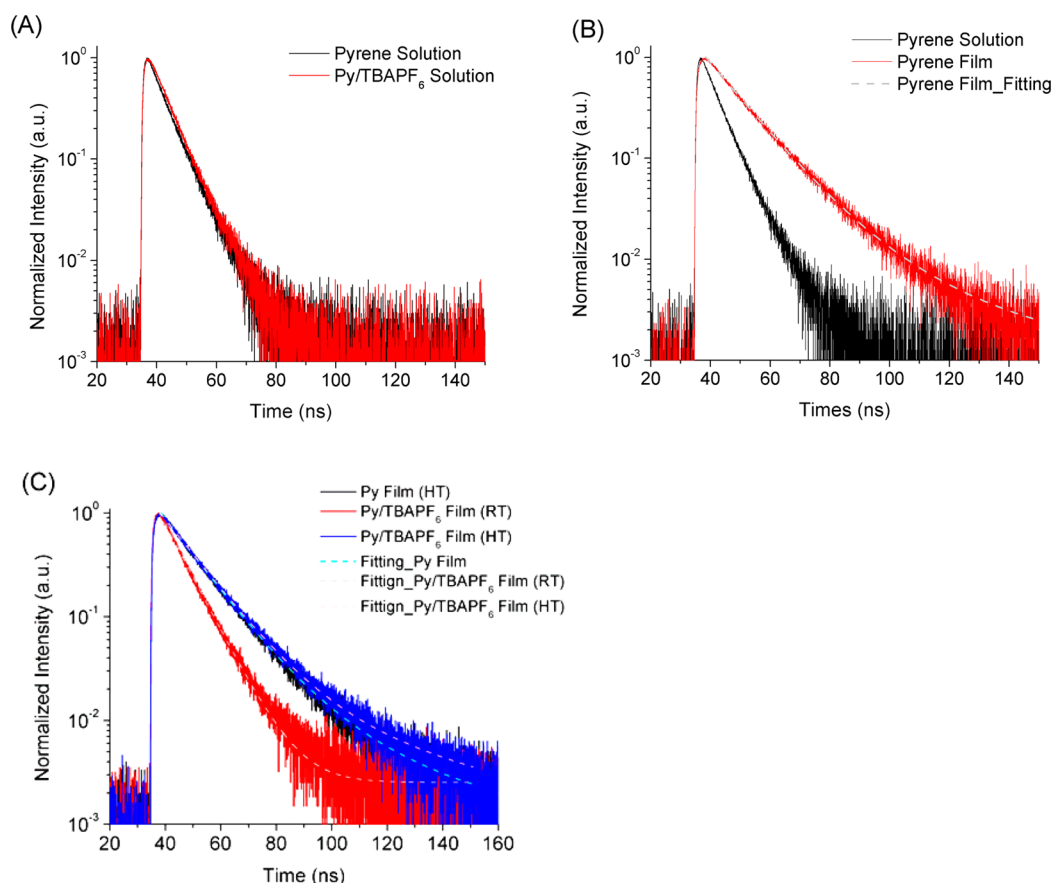 (A)
Pyrene Solution
Py/TBAPF6 Solution
Normalized Intensity (a.u.)
10^0
10^-1
10^-2
10^-3
20 40 60 80 100 120 140
Time (ns)
(B)
Pyrene Solution
Pyrene Film
Pyrene Film_Fitting
Normalized Intensity (a.u.)
10^0
10^-1
10^-2
10^-3
20 40 60 80 100 120 140
Times (ns)
(C)
Py Film (HT)
Py/TBAPF6 Film (RT)
Py/TBAPF6 Film (HT)
Fitting_Py Film
Fittign_Py/TBAPF6 Film (RT)
Fittign_Py/TBAPF6 Film (HT)
Normalized Intensity (a.u.)
10^0
10^-1
10^-2
10^-3
20 40 60 80 100 120 140 160
Time (ns)